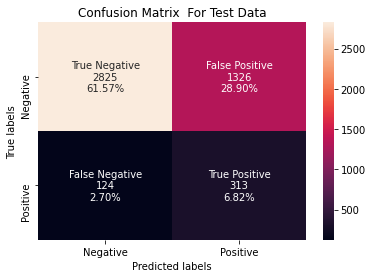 Confusion Matrix  For Test Data
True labels
Negative
Positive
True Negative
2825
61.57%
False Positive
1326
28.90%
False Negative
124
2.70%
True Positive
313
6.82%
Negative
Positive
Predicted labels
2500
2000
1500
1000
500